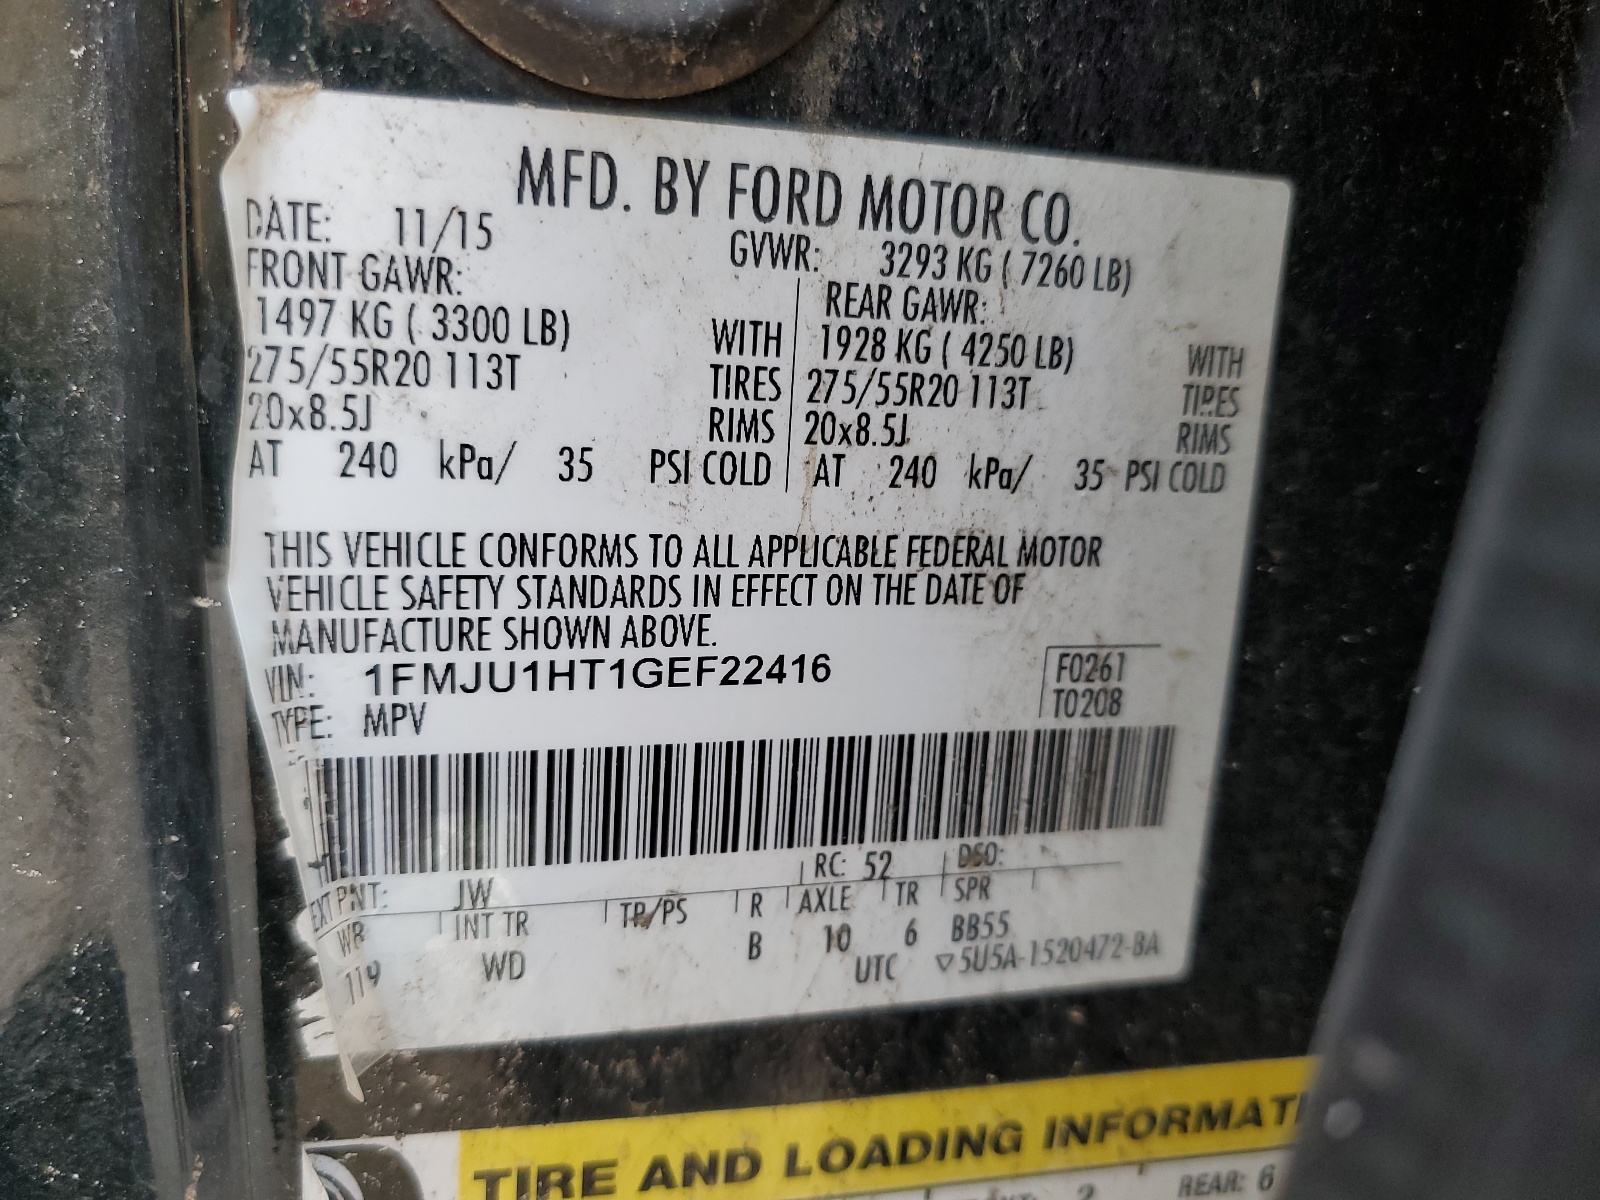 MFD. BY FORD MOTOR CO.
DATE: 11/15 GVWR: 3293 KG ( 7260 LB)
FRONT GAWR: REAR GAWR:
1497 KG ( 3300 LB) WITH 1928 KG ( 4250 LB) WITH
275/55R20 113T TIRES 275/55R20 113T TIRES
20x8.5J RIMS 20x8.5J RIMS
AT 240 kPa/ 35 PSI COLD AT 240 kPa/ 35 PSI COLD
THIS VEHICLE CONFORMS TO ALL APPLICABLE FEDERAL MOTOR
VEHICLE SAFETY STANDARDS IN EFFECT ON THE DATE OF
MANUFACTURE SHOWN ABOVE.
VIN: 1FMJU1HT1GEF22416 F0261
TYPE: MPV T0208
EXT PNT: JW RC: 52 DSO:
WB INT TR TP/PS R AXLE TR SPR
119 WD B 10 6 BB55
UTC ▽5U5A-1520472-BA
TIRE AND LOADING INFORMATI
2 REAR: 6